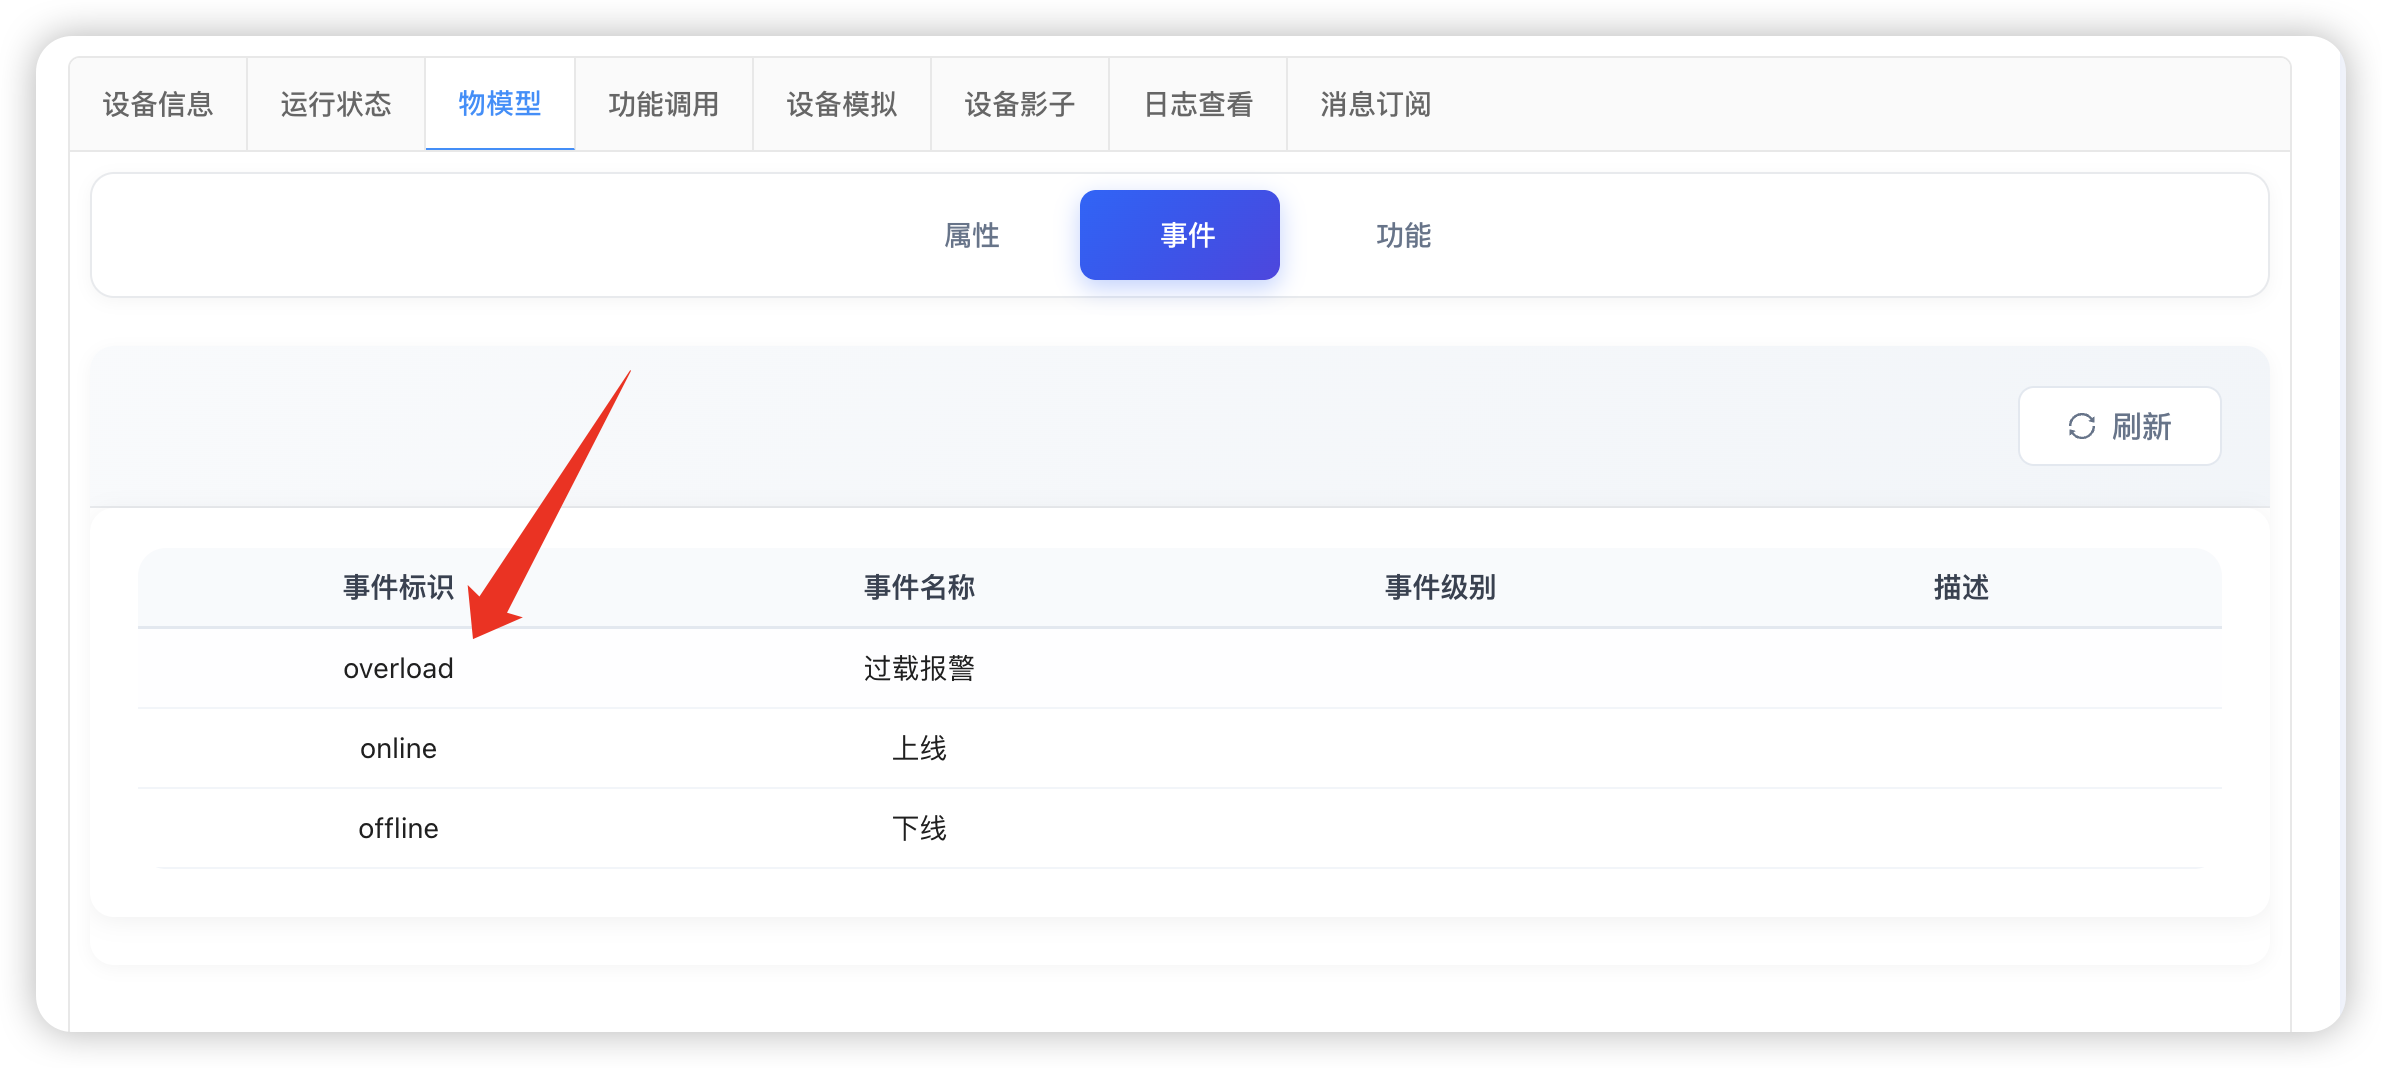 设备信息 运行状态 物模型 功能调用 设备模拟 设备影子 日志查看 消息订阅
属性 事件 功能
刷新
事件标识 事件名称 事件级别 描述
overload 过载报警
online 上线
offline 下线